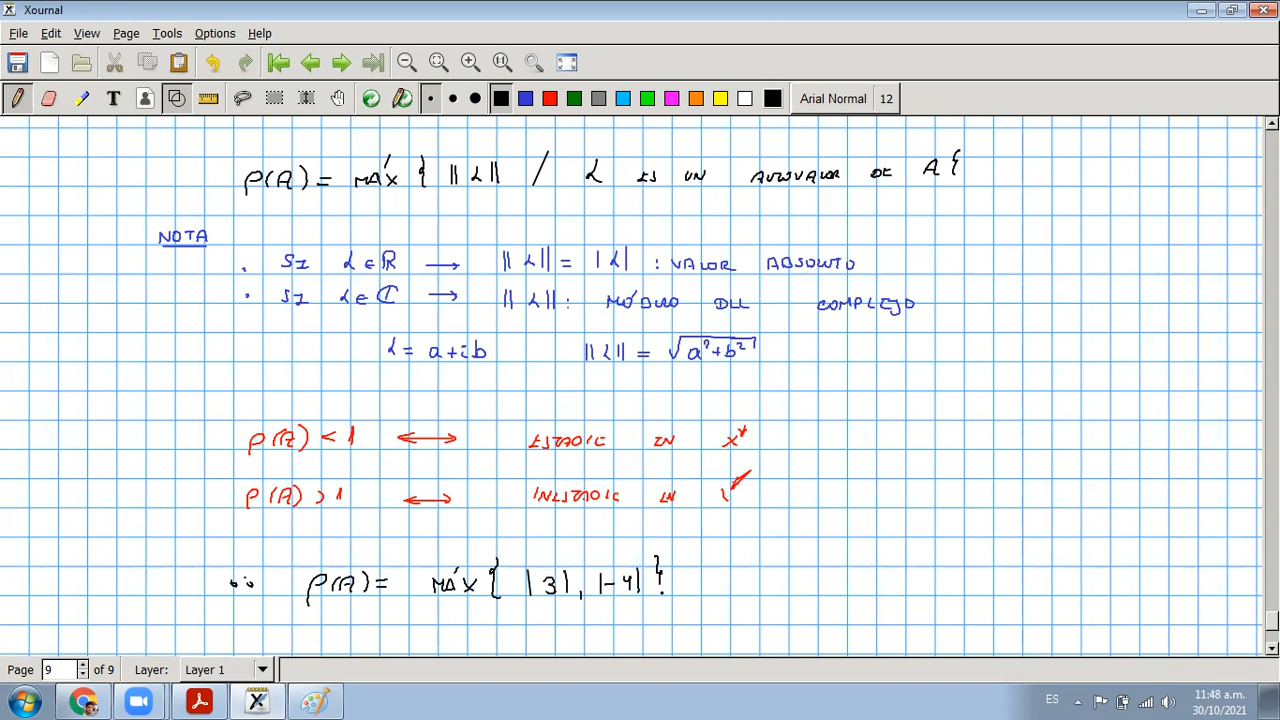 Xournal
File Edit View Page Tools Options Help
Arial Normal 12
ρ(A) = MÁX { ||λ|| / λ ES UN AUTOVALOR DE A }
NOTA
. SI λ ∈ ℝ → ||λ|| = |λ| : VALOR ABSOLUTO
. SI λ ∈ ℂ → ||λ|| : MÓDULO DEL COMPLEJO
λ = a+ib ||λ|| = √a²+b²
ρ(A) < 1 ↔ ESTABLE EN x*
ρ(A) > 1 ↔ INESTABLE EN
∴ ρ(A) = MÁX { |3|, |-4| }
Page 9 of 9 Layer: Layer 1
ES 11:48 a.m.
30/10/2021